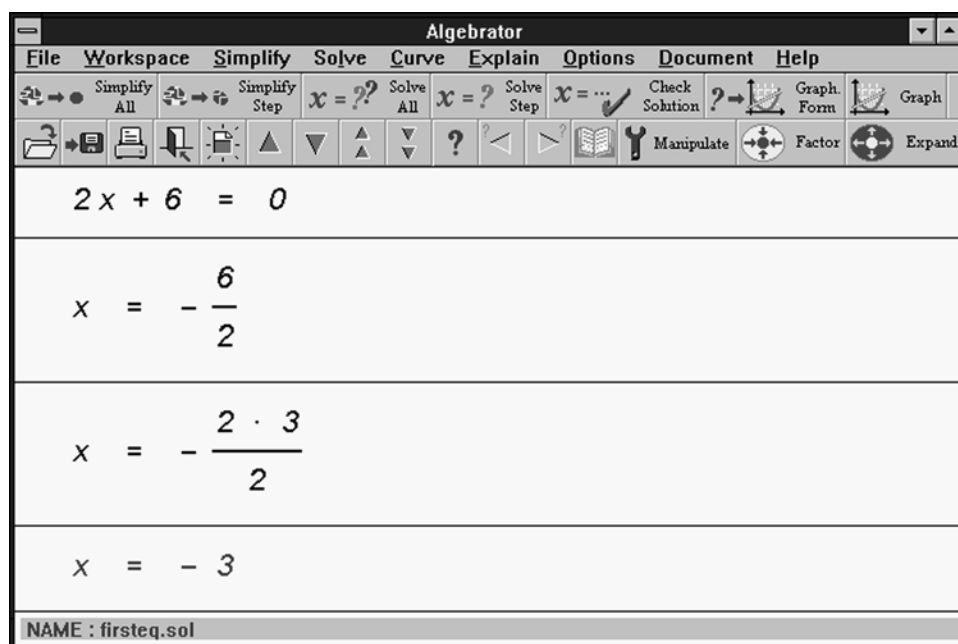 Algebrator
File Workspace Simplify Solve Curve Explain Options Document Help
Simplify All Simplify Step x = ?? Solve All x = ? Solve Step x = ... Check Solution ? Graph. Form Graph
? ? ? Manipulate Factor Expand
2x + 6 = 0
x = - 6/2
x = - 2 · 3/2
x = - 3
NAME : firsteq.sol